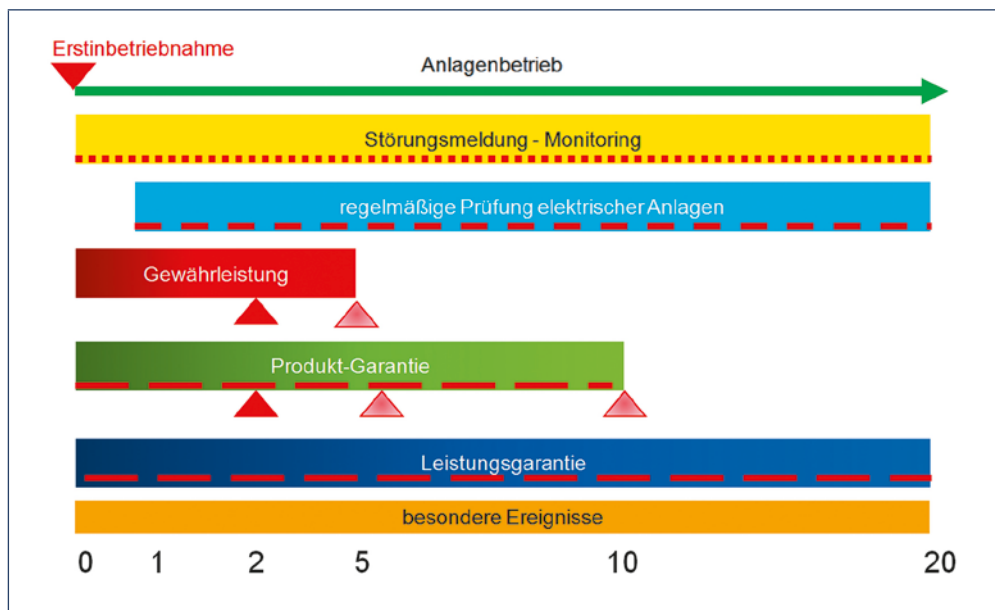 Erstinbetriebnahme
Anlagenbetrieb
Störungsmeldung - Monitoring
regelmäßige Prüfung elektrischer Anlagen
Gewährleistung
Produkt-Garantie
Leistungsgarantie
besondere Ereignisse
0 1 2 5 10 20